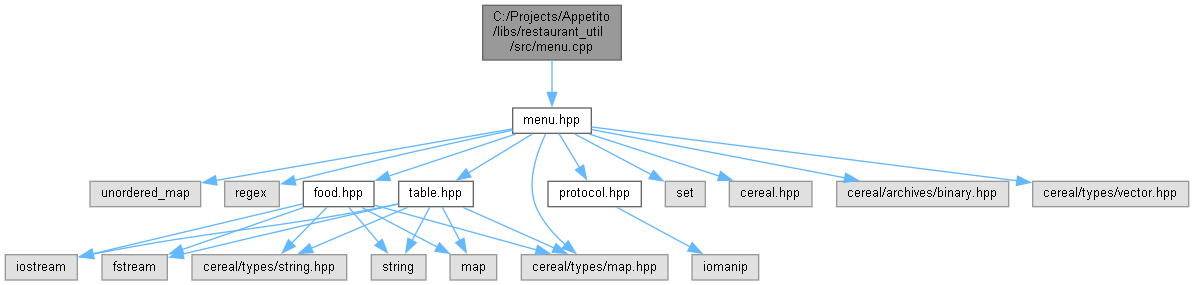 C:/Projects/Appetito
/libs/restaurant_util
/src/menu.cpp
menu.hpp
unordered_map
regex
food.hpp
table.hpp
protocol.hpp
set
cereal.hpp
cereal/archives/binary.hpp
cereal/types/vector.hpp
iostream
fstream
cereal/types/string.hpp
string
map
cereal/types/map.hpp
iomanip